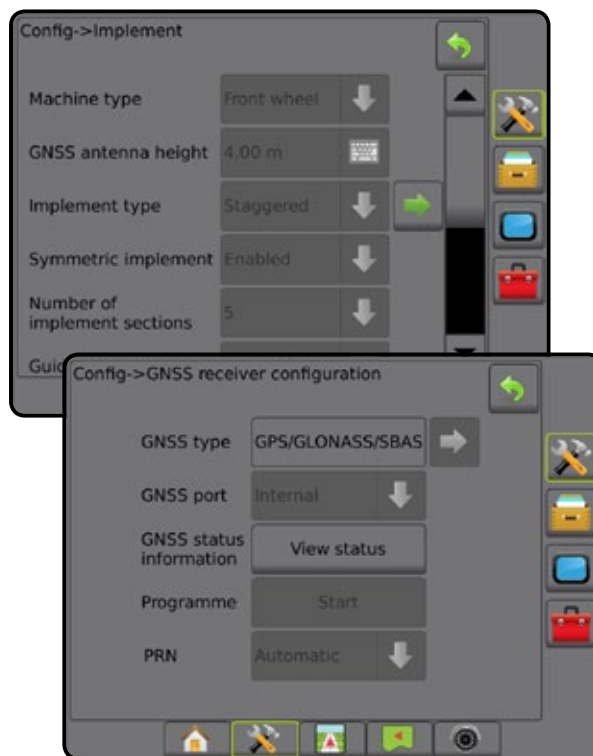 Config->Implement
Machine type Front wheel
GNSS antenna height 4.00 m
Implement type Staggered
Symmetric implement Enabled
Number of
implement sections 5
Guid
Config->GNSS receiver configuration
GNSS type GPS/GLONASS/SBAS
GNSS port Internal
GNSS status
information View status
Programme Start
PRN Automatic